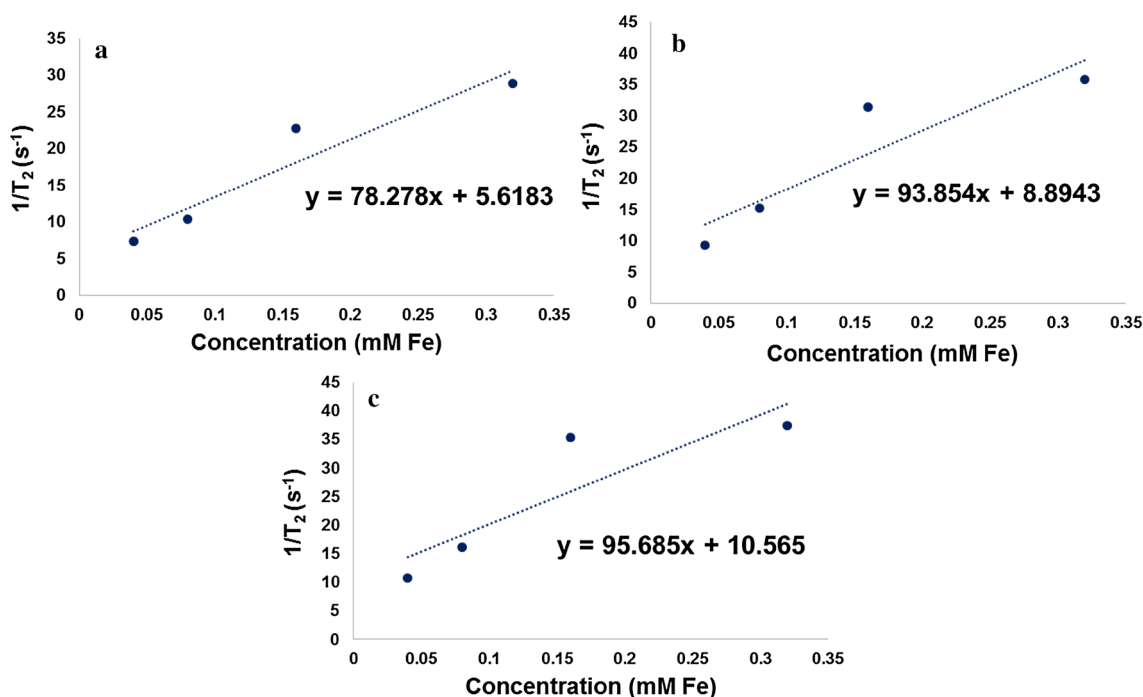 a
35
30
25
20
15
10
5
0
1/T₂ (s⁻¹)
y = 78.278x + 5.6183
0 0.05 0.1 0.15 0.2 0.25 0.3 0.35
Concentration (mM Fe)
b
45
40
35
30
25
20
15
10
5
0
1/T₂ (s⁻¹)
y = 93.854x + 8.8943
0 0.05 0.1 0.15 0.2 0.25 0.3 0.35
Concentration (mM Fe)
c
45
40
35
30
25
20
15
10
5
0
1/T₂ (s⁻¹)
y = 95.685x + 10.565
0 0.05 0.1 0.15 0.2 0.25 0.3 0.35
Concentration (mM Fe)